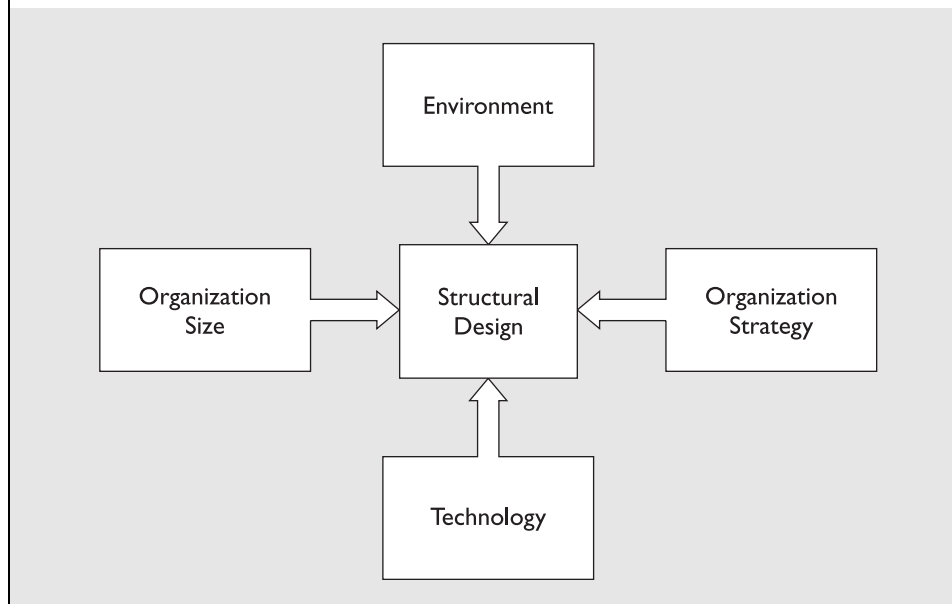 Environment
Organization
Size
Structural
Design
Organization
Strategy
Technology